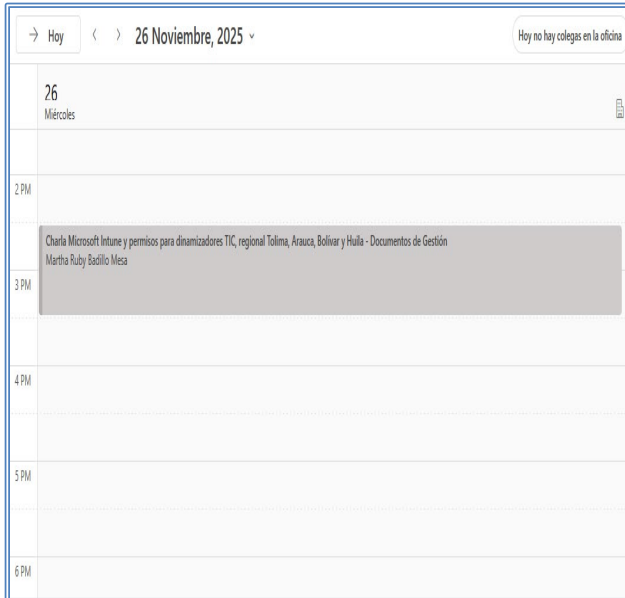 Hoy
26 Noviembre, 2025
Hoy no hay colegas en la oficina
26
Miércoles
2 PM
Charla Microsoft Intune y permisos para dinamizadores TIC, regional Tolima, Arauca, Bolivar y Huila - Documentos de Gestión
Martha Ruby Badillo Mesa
3 PM
4 PM
5 PM
6 PM